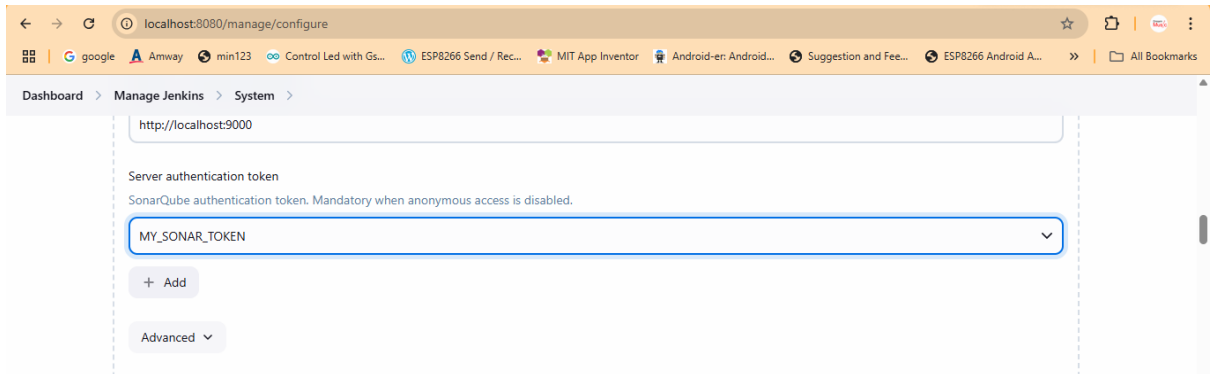 localhost:8080/manage/configure
google Amway min123 Control Led with Gs... ESP8266 Send / Rec... MIT App Inventor Android-er: Android... Suggestion and Fee... ESP8266 Android A... » All Bookmarks
Dashboard > Manage Jenkins > System >
http://localhost:9000
Server authentication token
SonarQube authentication token. Mandatory when anonymous access is disabled.
MY_SONAR_TOKEN
+ Add
Advanced